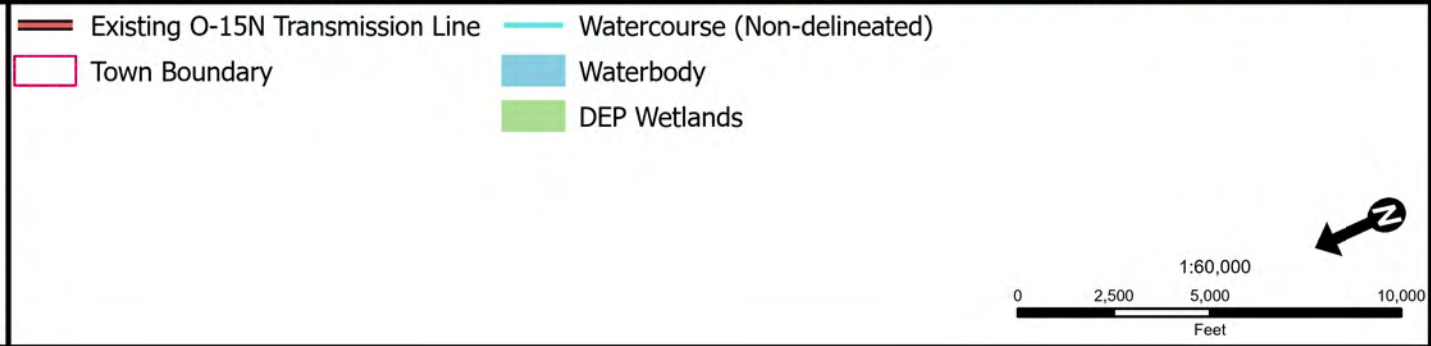 Existing O-15N Transmission Line
Town Boundary
Watercourse (Non-delineated)
Waterbody
DEP Wetlands
N
1:60,000
0 2,500 5,000 10,000
Feet